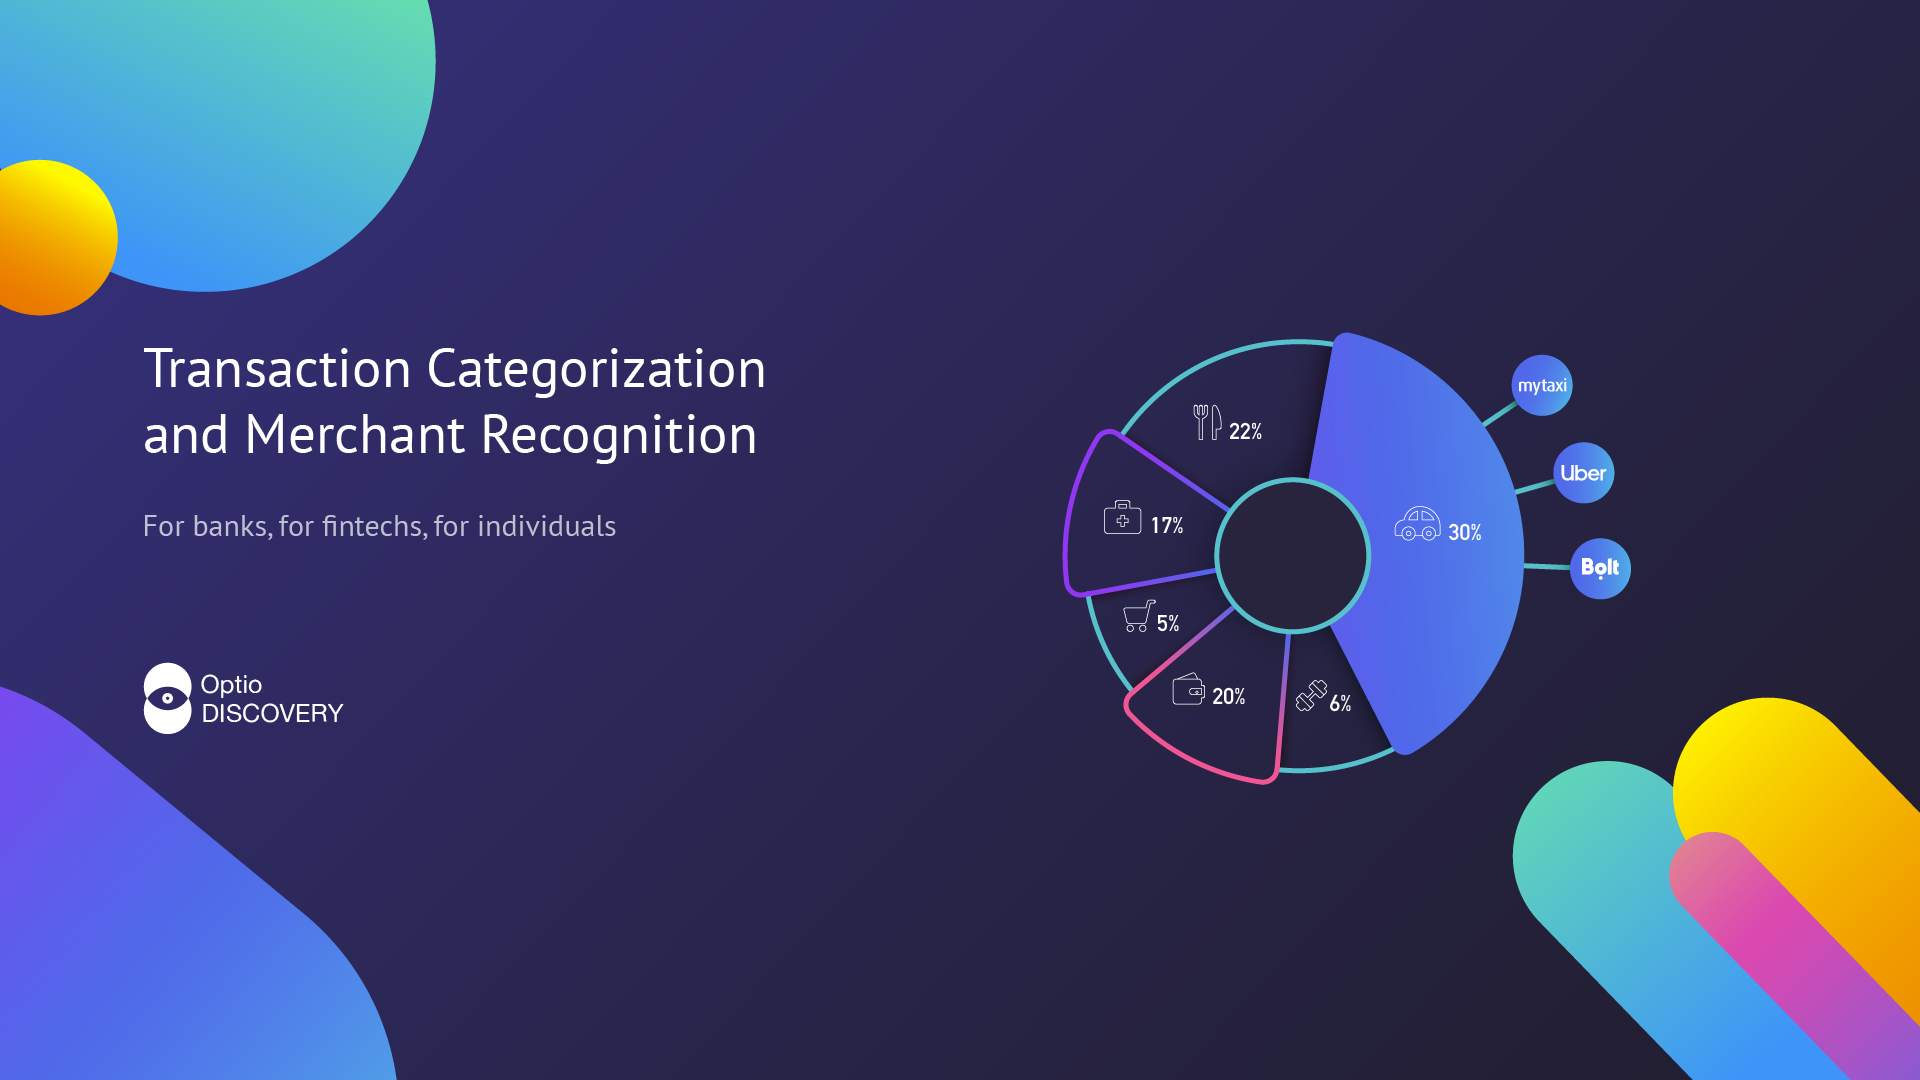 Transaction Categorization
and Merchant Recognition
For banks, for fintechs, for individuals
Optio
DISCOVERY
22%
17%
5%
20%
6%
30%
mytaxi
Uber
Bolt